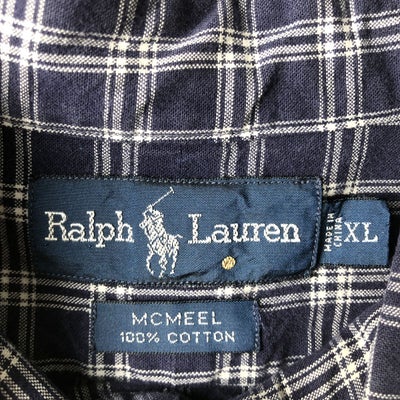 Ralph Lauren
MADE IN
CHINA
XL
MCMEEL
100% COTTON